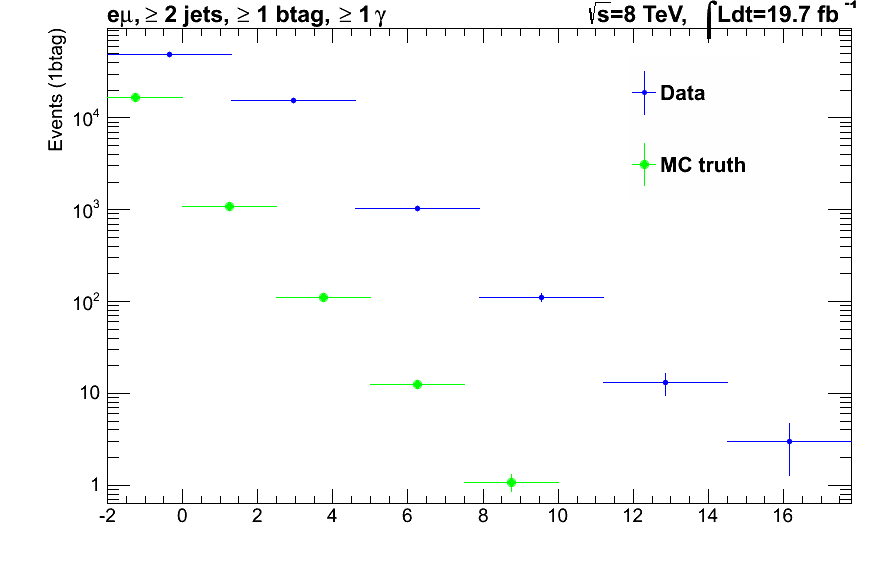 eμ, ≥ 2 jets, ≥ 1 btag, ≥ 1 γ
√s=8 TeV, ∫Ldt=19.7 fb⁻¹
Events (1btag)
Data
MC truth
10⁴
10³
10²
10
1
-2 0 2 4 6 8 10 12 14 16